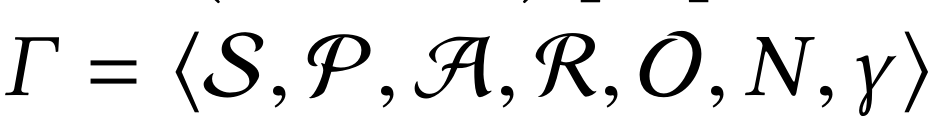 Γ = ⟨𝒮, 𝒫, 𝒜, ℛ, 𝒪, N, γ⟩